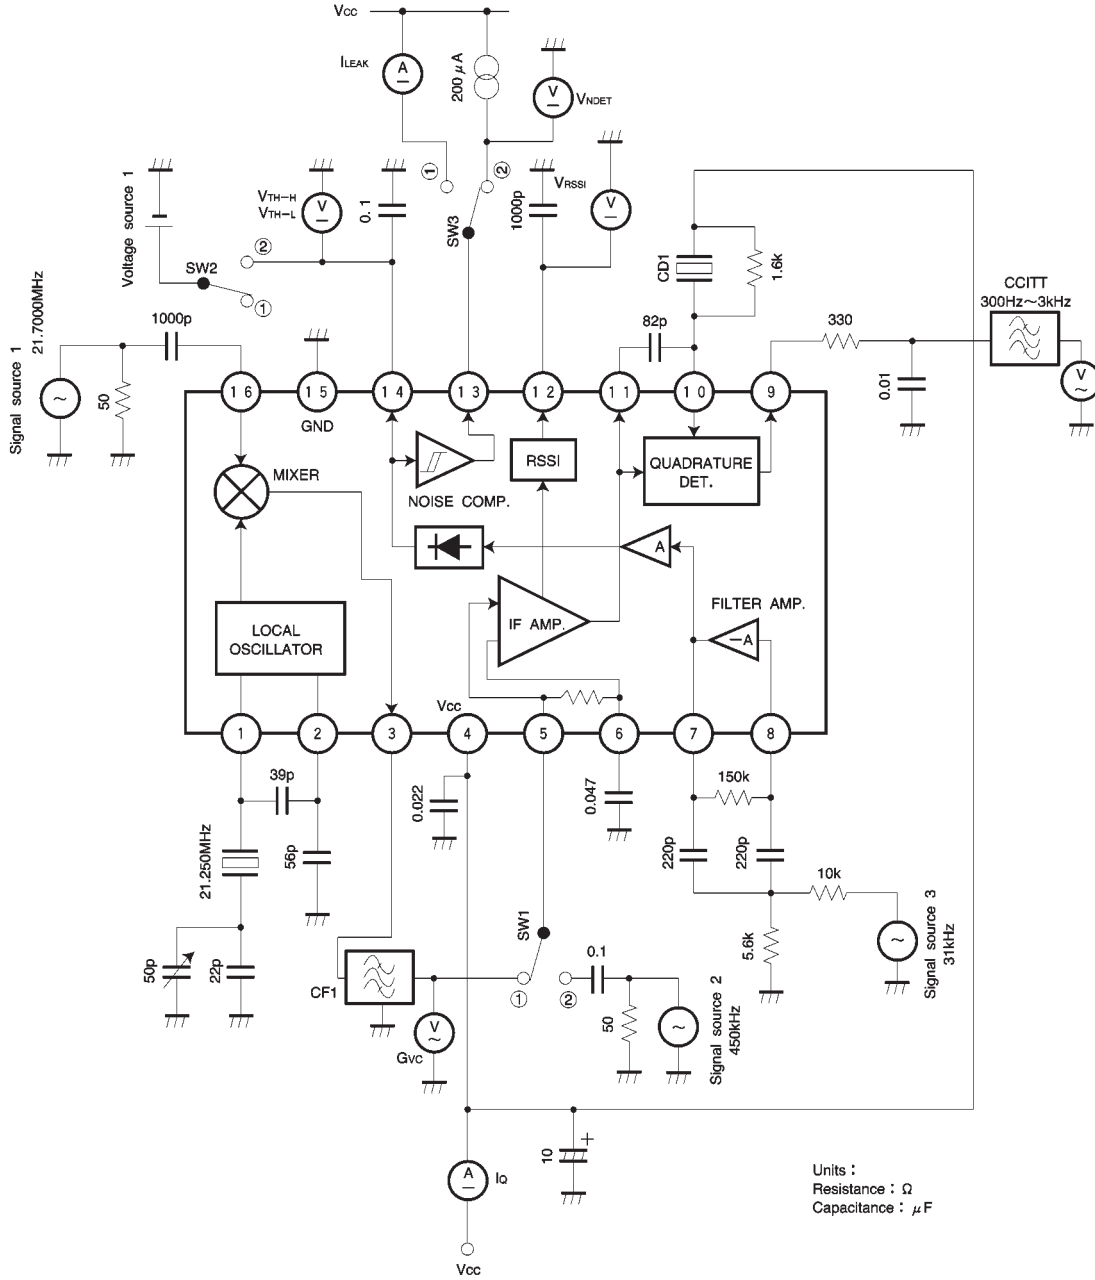 Vcc
ILEAK
A
200 μA
V
VNDET
①
②
VTH-H
VTH-L
V
0.1
SW3
1000p
VRSSI
V
Voltage source 1
SW2
②
①
CD1
1.6k
CCITT
300Hz~3kHz
Signal source 1
21.7000MHz
~
50
1000p
82p
330
0.01
V
~
16
15
14
13
12
11
10
9
GND
MIXER
NOISE COMP.
RSSI
QUADRATURE
DET.
A
LOCAL
OSCILLATOR
IF AMP.
FILTER AMP.
-A
Vcc
1
2
3
4
5
6
7
8
39p
21.250MHz
56p
50p
22p
0.022
0.047
150k
220p
220p
10k
5.6k
~
Signal source 3
31kHz
SW1
CF1
①
②
0.1
V
~
GVC
50
~
Signal source 2
450kHz
10
+
A
IQ
Vcc
Units :
Resistance : Ω
Capacitance : μF